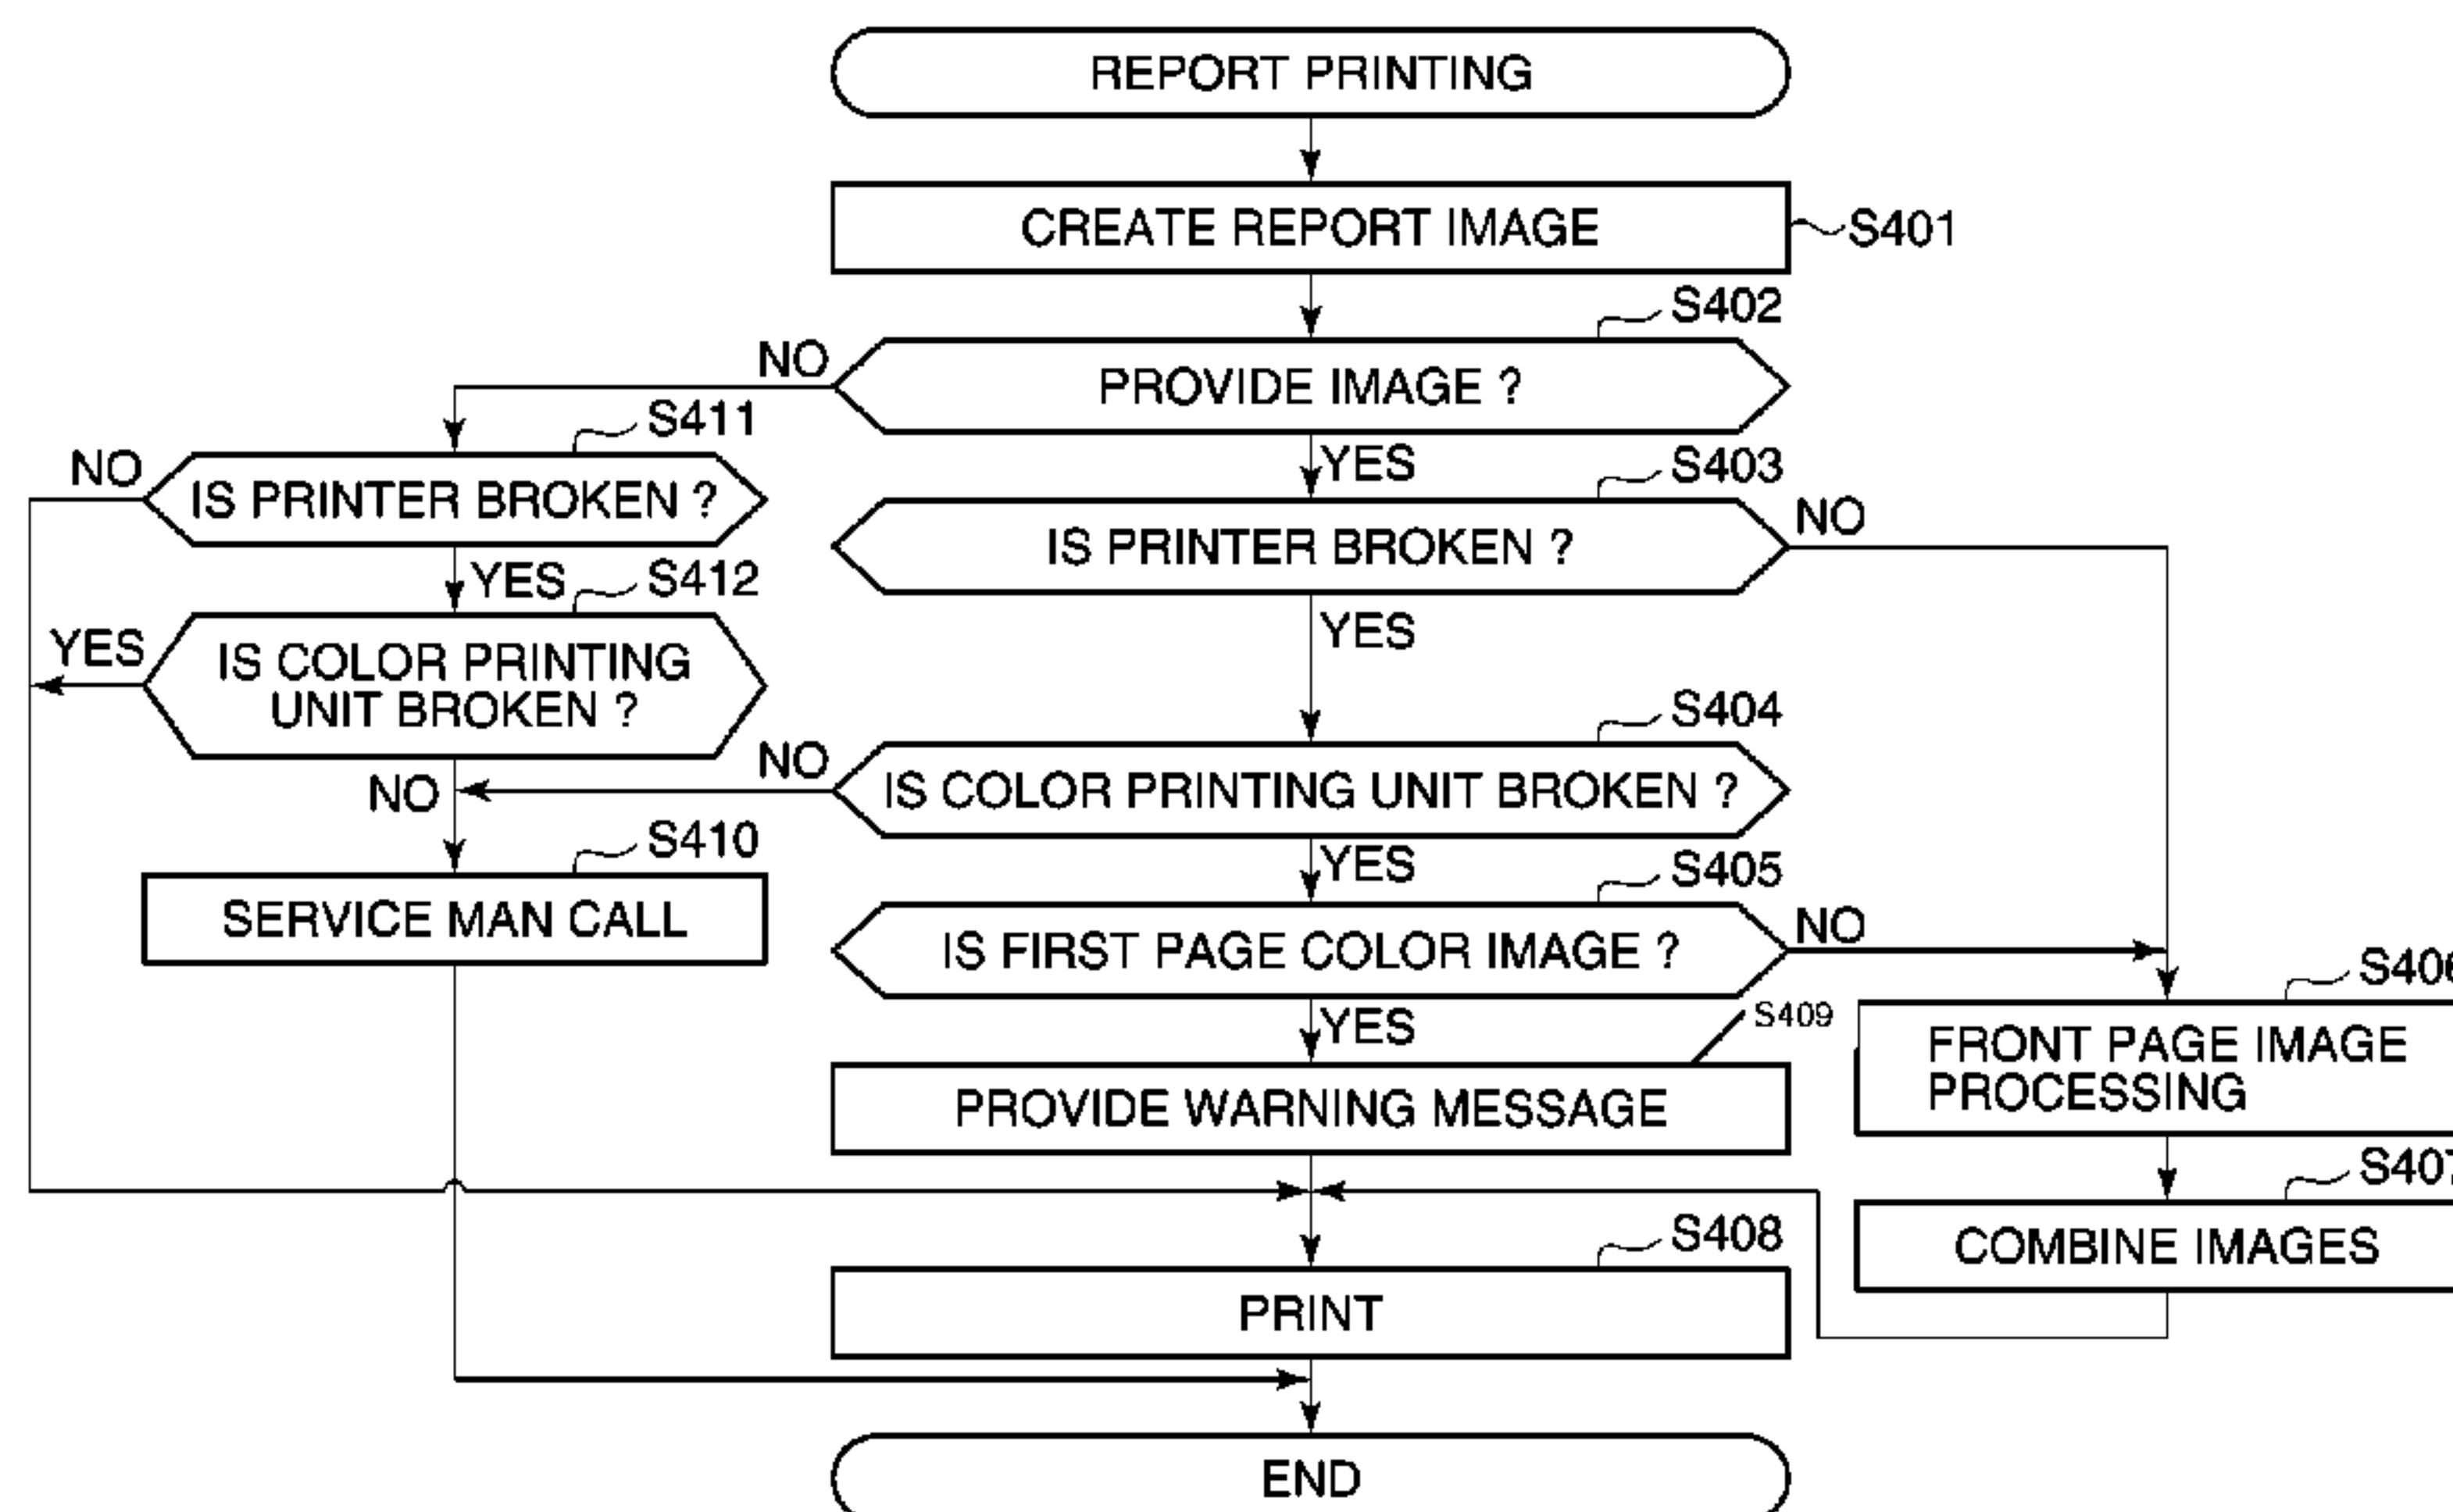 REPORT PRINTING
CREATE REPORT IMAGE
S401
S402
PROVIDE IMAGE ?
NO
YES
S411
IS PRINTER BROKEN ?
NO
YES
S403
IS PRINTER BROKEN ?
NO
YES
S412
IS COLOR PRINTING
UNIT BROKEN ?
YES
NO
S404
IS COLOR PRINTING UNIT BROKEN ?
NO
YES
S410
SERVICE MAN CALL
S405
IS FIRST PAGE COLOR IMAGE ?
NO
YES
S406
FRONT PAGE IMAGE
PROCESSING
S409
PROVIDE WARNING MESSAGE
S407
COMBINE IMAGES
S408
PRINT
END